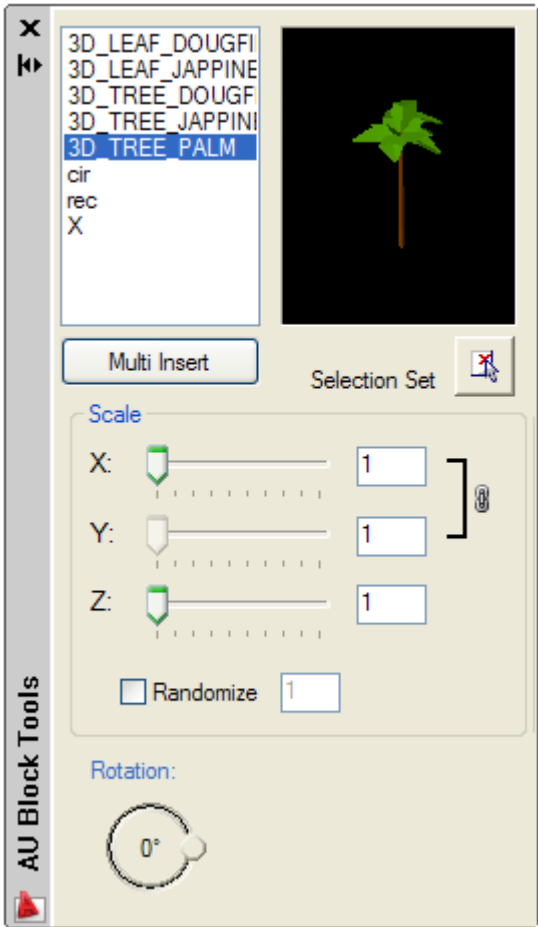 3D_LEAF_DOUGFI
3D_LEAF_JAPPINE
3D_TREE_DOUGFI
3D_TREE_JAPPINE
3D_TREE_PALM
cir
rec
X
Multi Insert
Selection Set
Scale
X:
1
Y:
1
Z:
1
Randomize
1
Rotation:
0°
AU Block Tools